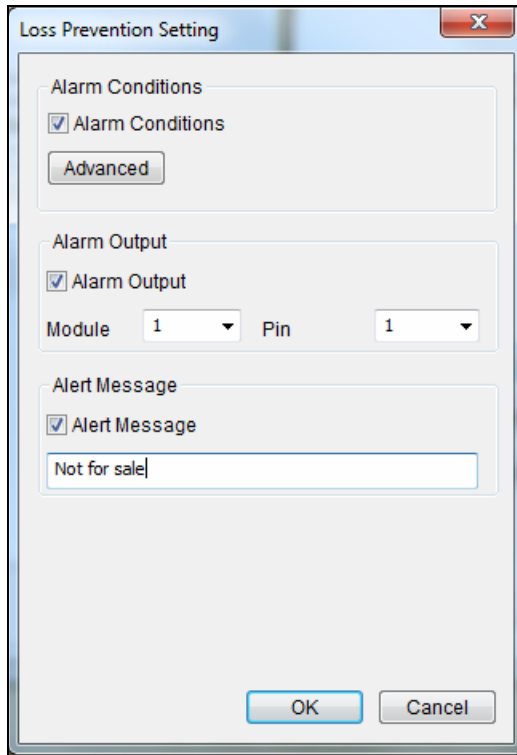 Loss Prevention Setting
Alarm Conditions
Alarm Conditions
Advanced
Alarm Output
Alarm Output
Module 1 Pin 1
Alert Message
Alert Message
Not for sale
OK Cancel